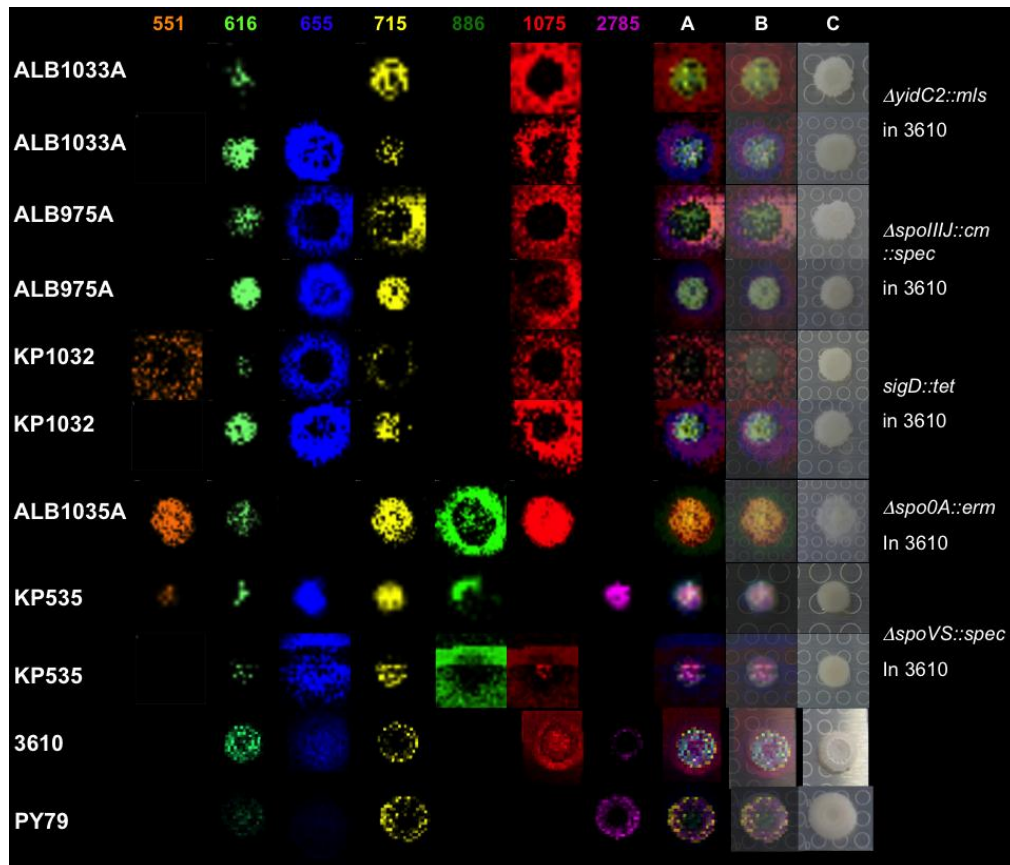 551 616 655 715 886 1075 2785 A B C
ALB1033A
ΔyidC2::mls
ALB1033A
in 3610
ALB975A
ΔspoIIIJ::cm
::spec
ALB975A
in 3610
KP1032
sigD::tet
KP1032
in 3610
ALB1035A
Δspo0A::erm
In 3610
KP535
ΔspoVS::spec
KP535
In 3610
3610
PY79